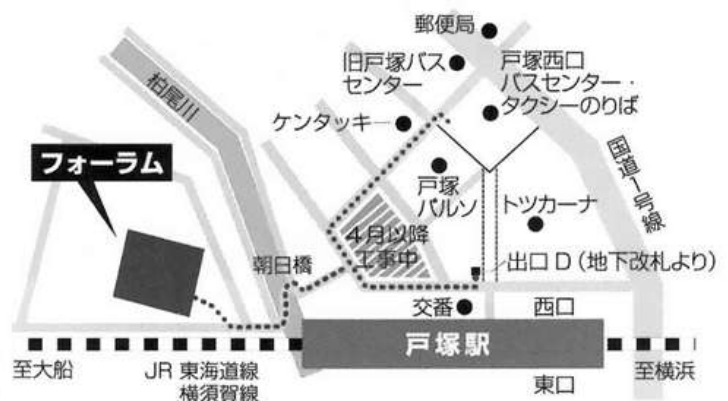 郵便局
旧戸塚バス
センター
戸塚西口
バスセンター・
タクシーのりば
柏尾川
ケンタッキー
国道1号線
フォーラム
戸塚
パルソ
トツカーナ
4月以降
工事中
朝日橋
出口D(地下改札より)
交番
西口
戸塚駅
至大船
JR 東海道線
横須賀線
至横浜
東口